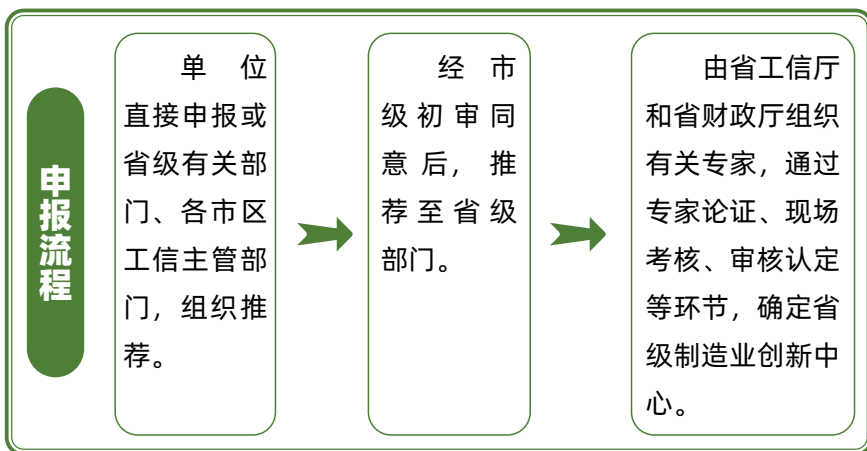 申报流程
单位
直接申报或
省级有关部
门、各市区
工信主管部
门，组织推
荐。
经市
级初审同
意后，推
荐至省级
部门。
由省工信厅
和省财政厅组织
有关专家，通过
专家论证、现场
考核、审核认定
等环节，确定省
级制造业创新中
心。